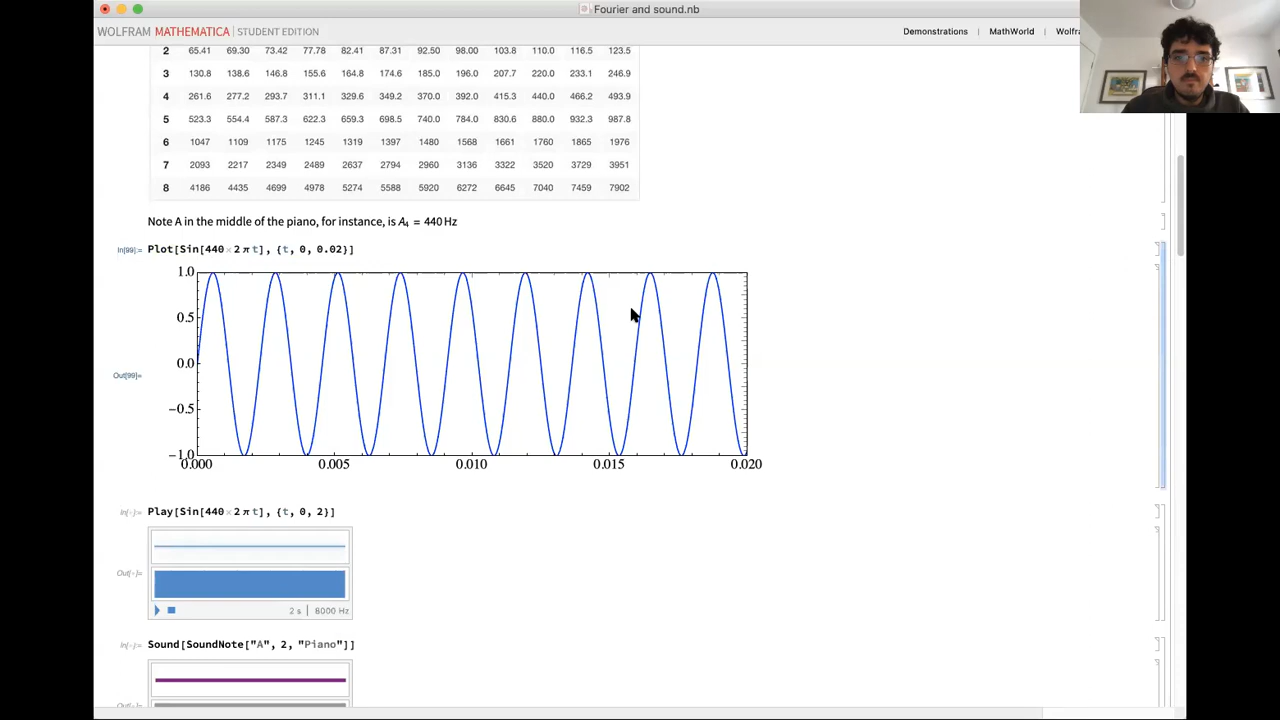 Fourier and sound.nb
WOLFRAM MATHEMATICA | STUDENT EDITION
Demonstrations MathWorld
2 65.41 69.30 73.42 77.78 82.41 87.31 92.50 98.00 103.8 110.0 116.5 123.5
3 130.8 138.6 146.8 155.6 164.8 174.6 185.0 196.0 207.7 220.0 233.1 246.9
4 261.6 277.2 293.7 311.1 329.6 349.2 370.0 392.0 415.3 440.0 466.2 493.9
5 523.3 554.4 587.3 622.3 659.3 698.5 740.0 784.0 830.6 880.0 932.3 987.8
6 1047 1109 1175 1245 1319 1397 1480 1568 1661 1760 1865 1976
7 2093 2217 2349 2489 2637 2794 2960 3136 3322 3520 3729 3951
8 4186 4435 4699 4978 5274 5588 5920 6272 6645 7040 7459 7902
Note A in the middle of the piano, for instance, is A₄ = 440 Hz
In[99]:= Plot[Sin[440×2 π t], {t, 0, 0.02}]
1.0
0.5
0.0
Out[99]=
-0.5
-1.0
0.000 0.005 0.010 0.015 0.020
In[-]:= Play[Sin[440×2 π t], {t, 0, 2}]
Out[-]=
2 s | 8000 Hz
In[-]:= Sound[SoundNote["A", 2, "Piano"]]
Out[-]=